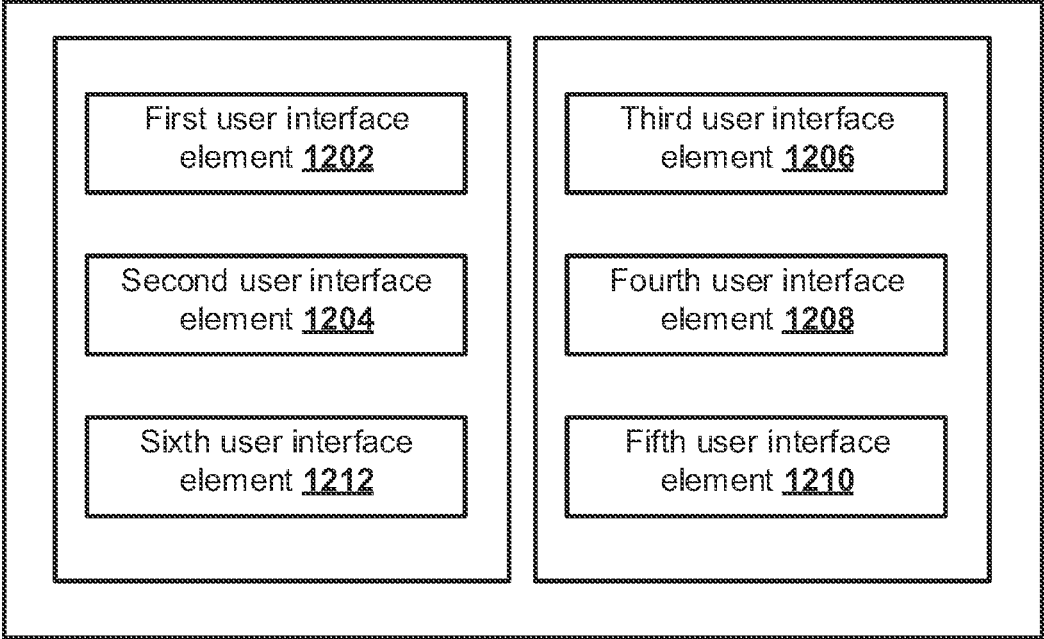 First user interface
element 1202
Second user interface
element 1204
Sixth user interface
element 1212
Third user interface
element 1206
Fourth user interface
element 1208
Fifth user interface
element 1210